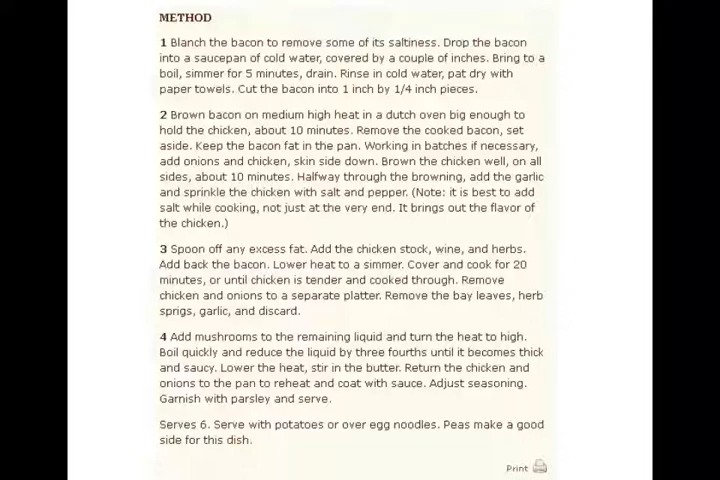 METHOD
1 Blanch the bacon to remove some of its saltiness. Drop the bacon
into a saucepan of cold water, covered by a couple of inches. Bring to a
boil, simmer for 5 minutes, drain. Rinse in cold water, pat dry with
paper towels. Cut the bacon into 1 inch by 1/4 inch pieces.
2 Brown bacon on medium high heat in a dutch oven big enough to
hold the chicken, about 10 minutes. Remove the cooked bacon, set
aside. Keep the bacon fat in the pan. Working in batches if necessary,
add onions and chicken, skin side down. Brown the chicken well, on all
sides, about 10 minutes. Halfway through the browning, add the garlic
and sprinkle the chicken with salt and pepper. (Note: it is best to add
salt while cooking, not just at the very end. It brings out the flavor of
the chicken.)
3 Spoon off any excess fat. Add the chicken stock, wine, and herbs.
Add back the bacon. Lower heat to a simmer. Cover and cook for 20
minutes, or until chicken is tender and cooked through. Remove
chicken and onions to a separate platter. Remove the bay leaves, herb
sprigs, garlic, and discard.
4 Add mushrooms to the remaining liquid and turn the heat to high.
Boil quickly and reduce the liquid by three fourths until it becomes thick
and saucy. Lower the heat, stir in the butter. Return the chicken and
onions to the pan to reheat and coat with sauce. Adjust seasoning.
Garnish with parsley and serve.
Serves 6. Serve with potatoes or over egg noodles. Peas make a good
side for this dish.
Print